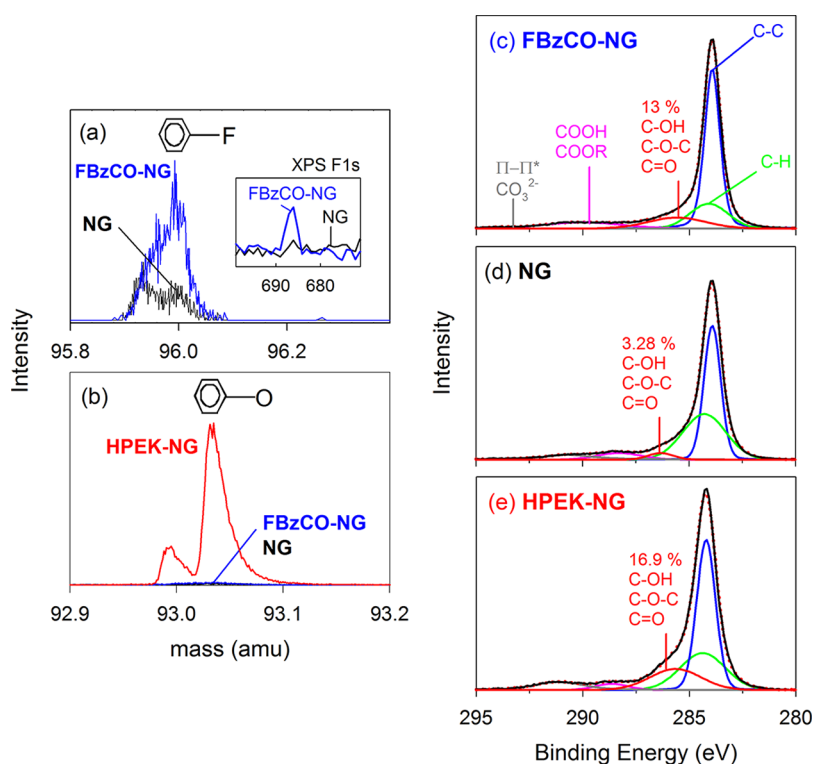 (a)
F
FBzCO-NG
NG
XPS F1s
FBzCO-NG
NG
690 680
95.8 96.0 96.2
Intensity
(b)
O
HPEK-NG
FBzCO-NG
NG
92.9 93.0 93.1 93.2
mass (amu)
(c) FBzCO-NG
C-C
13 %
C-OH
C-O-C
C=O
COOH
COOR
Π-Π*
CO₃²⁻
C-H
(d) NG
3.28 %
C-OH
C-O-C
C=O
Intensity
(e) HPEK-NG
16.9 %
C-OH
C-O-C
C=O
295 290 285 280
Binding Energy (eV)